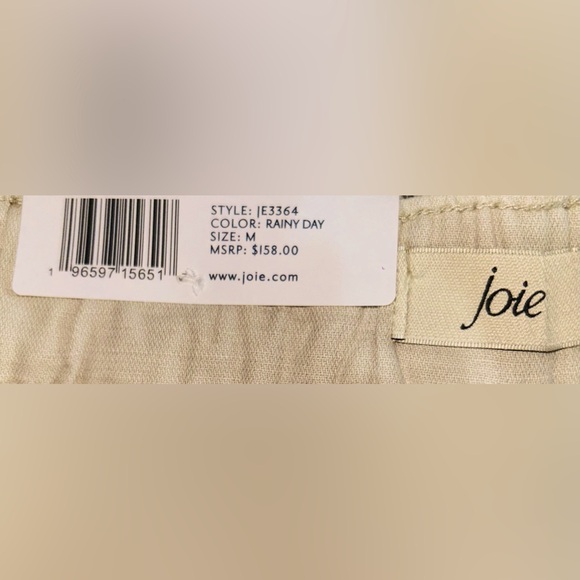 STYLE: JE3364
COLOR: RAINY DAY
SIZE: M
MSRP: $158.00
1 96597 15651
www.joie.com
joie